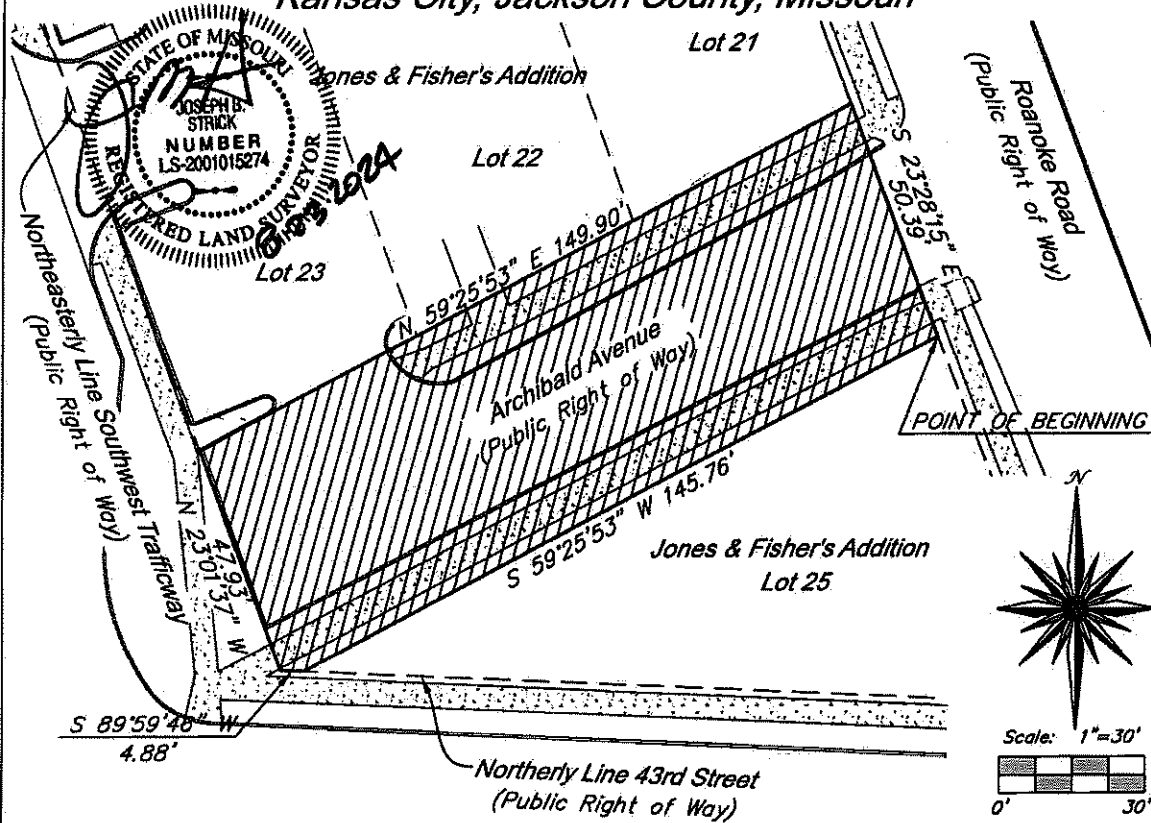 Kansas City, Jackson County, Missouri
Lot 21
Jones & Fisher's Addition
STATE OF MISSOURI
JOSEPH B.
STRICK
NUMBER
LS-2001015274
REGISTERED LAND SURVEYOR
2024
Lot 22
Lot 23
Roanoke Road
(Public Right of Way)
S 23°28'15" E
50.39'
N 59°25'53" E 149.90'
Archibald Avenue
(Public Right of Way)
POINT OF BEGINNING
Northeasterly Line Southwest Trafficway
(Public Right of Way)
47.93'
N 23°01'37" W
S 59°25'53" W 145.76'
Jones & Fisher's Addition
Lot 25
N
S 89°59'46" W
4.88'
Northerly Line 43rd Street
(Public Right of Way)
Scale: 1"=30'
0' 30'